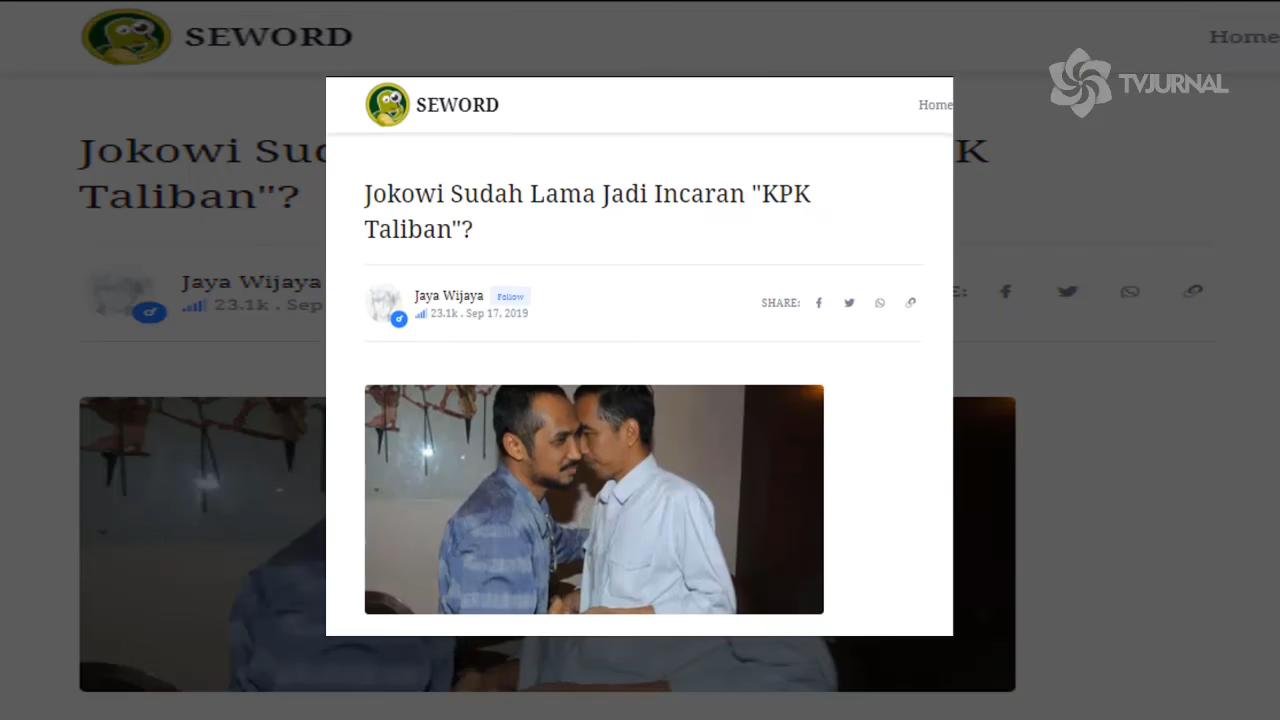 SEWORD
Home
TVJURNAL
Jokowi Sud
K
Taliban"?
Jaya Wijaya
23.1k . Sep
E:
SEWORD
Home
Jokowi Sudah Lama Jadi Incaran "KPK
Taliban"?
Jaya Wijaya Follow
23.1k . Sep 17, 2019
SHARE: